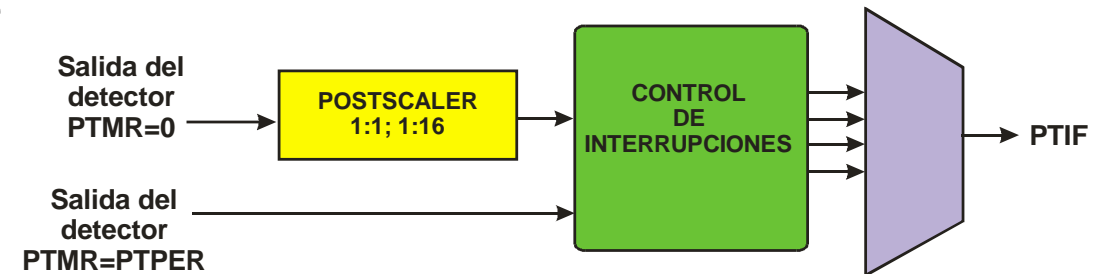 Salida del
detector
PTMR=0
POSTSCALER
1:1; 1:16
CONTROL
DE
INTERRUPCIONES
PTIF
Salida del
detector
PTMR=PTPER